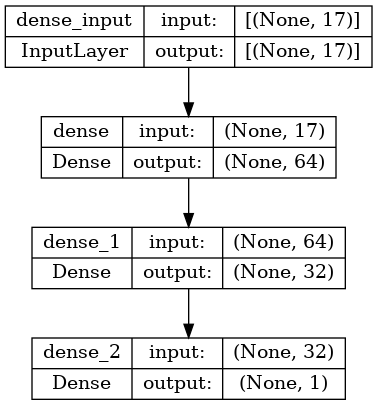 dense_input input: [(None, 17)]
InputLayer output: [(None, 17)]
dense input: (None, 17)
Dense output: (None, 64)
dense_1 input: (None, 64)
Dense output: (None, 32)
dense_2 input: (None, 32)
Dense output: (None, 1)